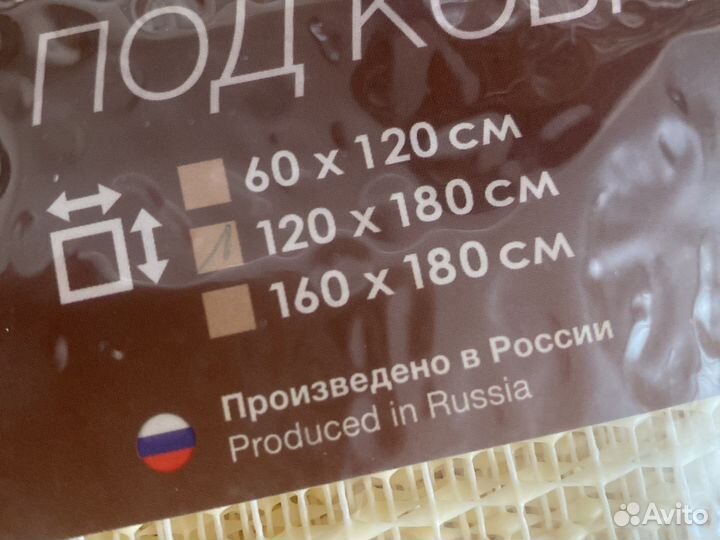 ПОД
60 х 120 см
120 х 180 см
160 х 180 см
Произведено в России
Produced in Russia
Avito